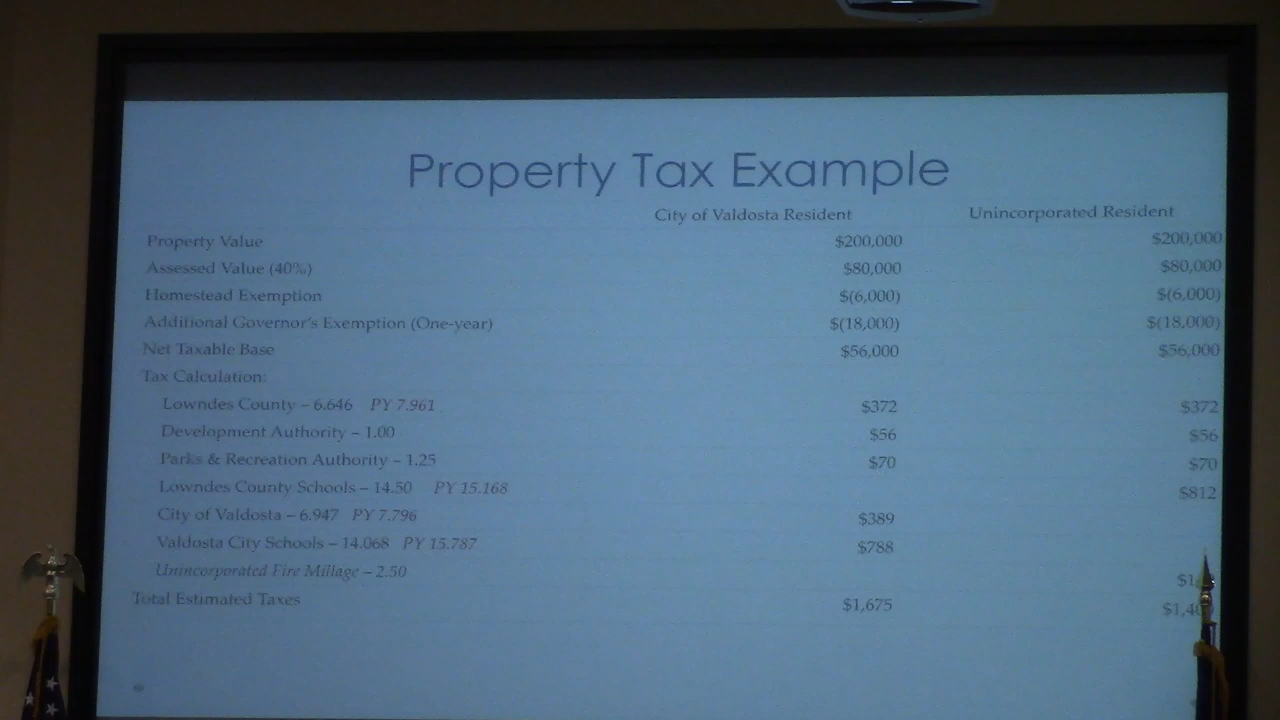 Property Tax Example
City of Valdosta Resident Unincorporated Resident
Property Value $200,000 $200,000
Assessed Value (40%) $80,000 $80,000
Homestead Exemption $(6,000) $(6,000)
Additional Governor's Exemption (One-year) $(18,000) $(18,000)
Net Taxable Base $56,000 $56,000
Tax Calculation:
Lowndes County – 6.646 PY 7.961 $372 $372
Development Authority – 1.00 $56 $56
Parks & Recreation Authority – 1.25 $70 $70
Lowndes County Schools – 14.50 PY 15.168 $812
City of Valdosta – 6.947 PY 7.796 $389
Valdosta City Schools – 14.068 PY 15.787 $788
Unincorporated Fire Millage – 2.50
Total Estimated Taxes $1,675